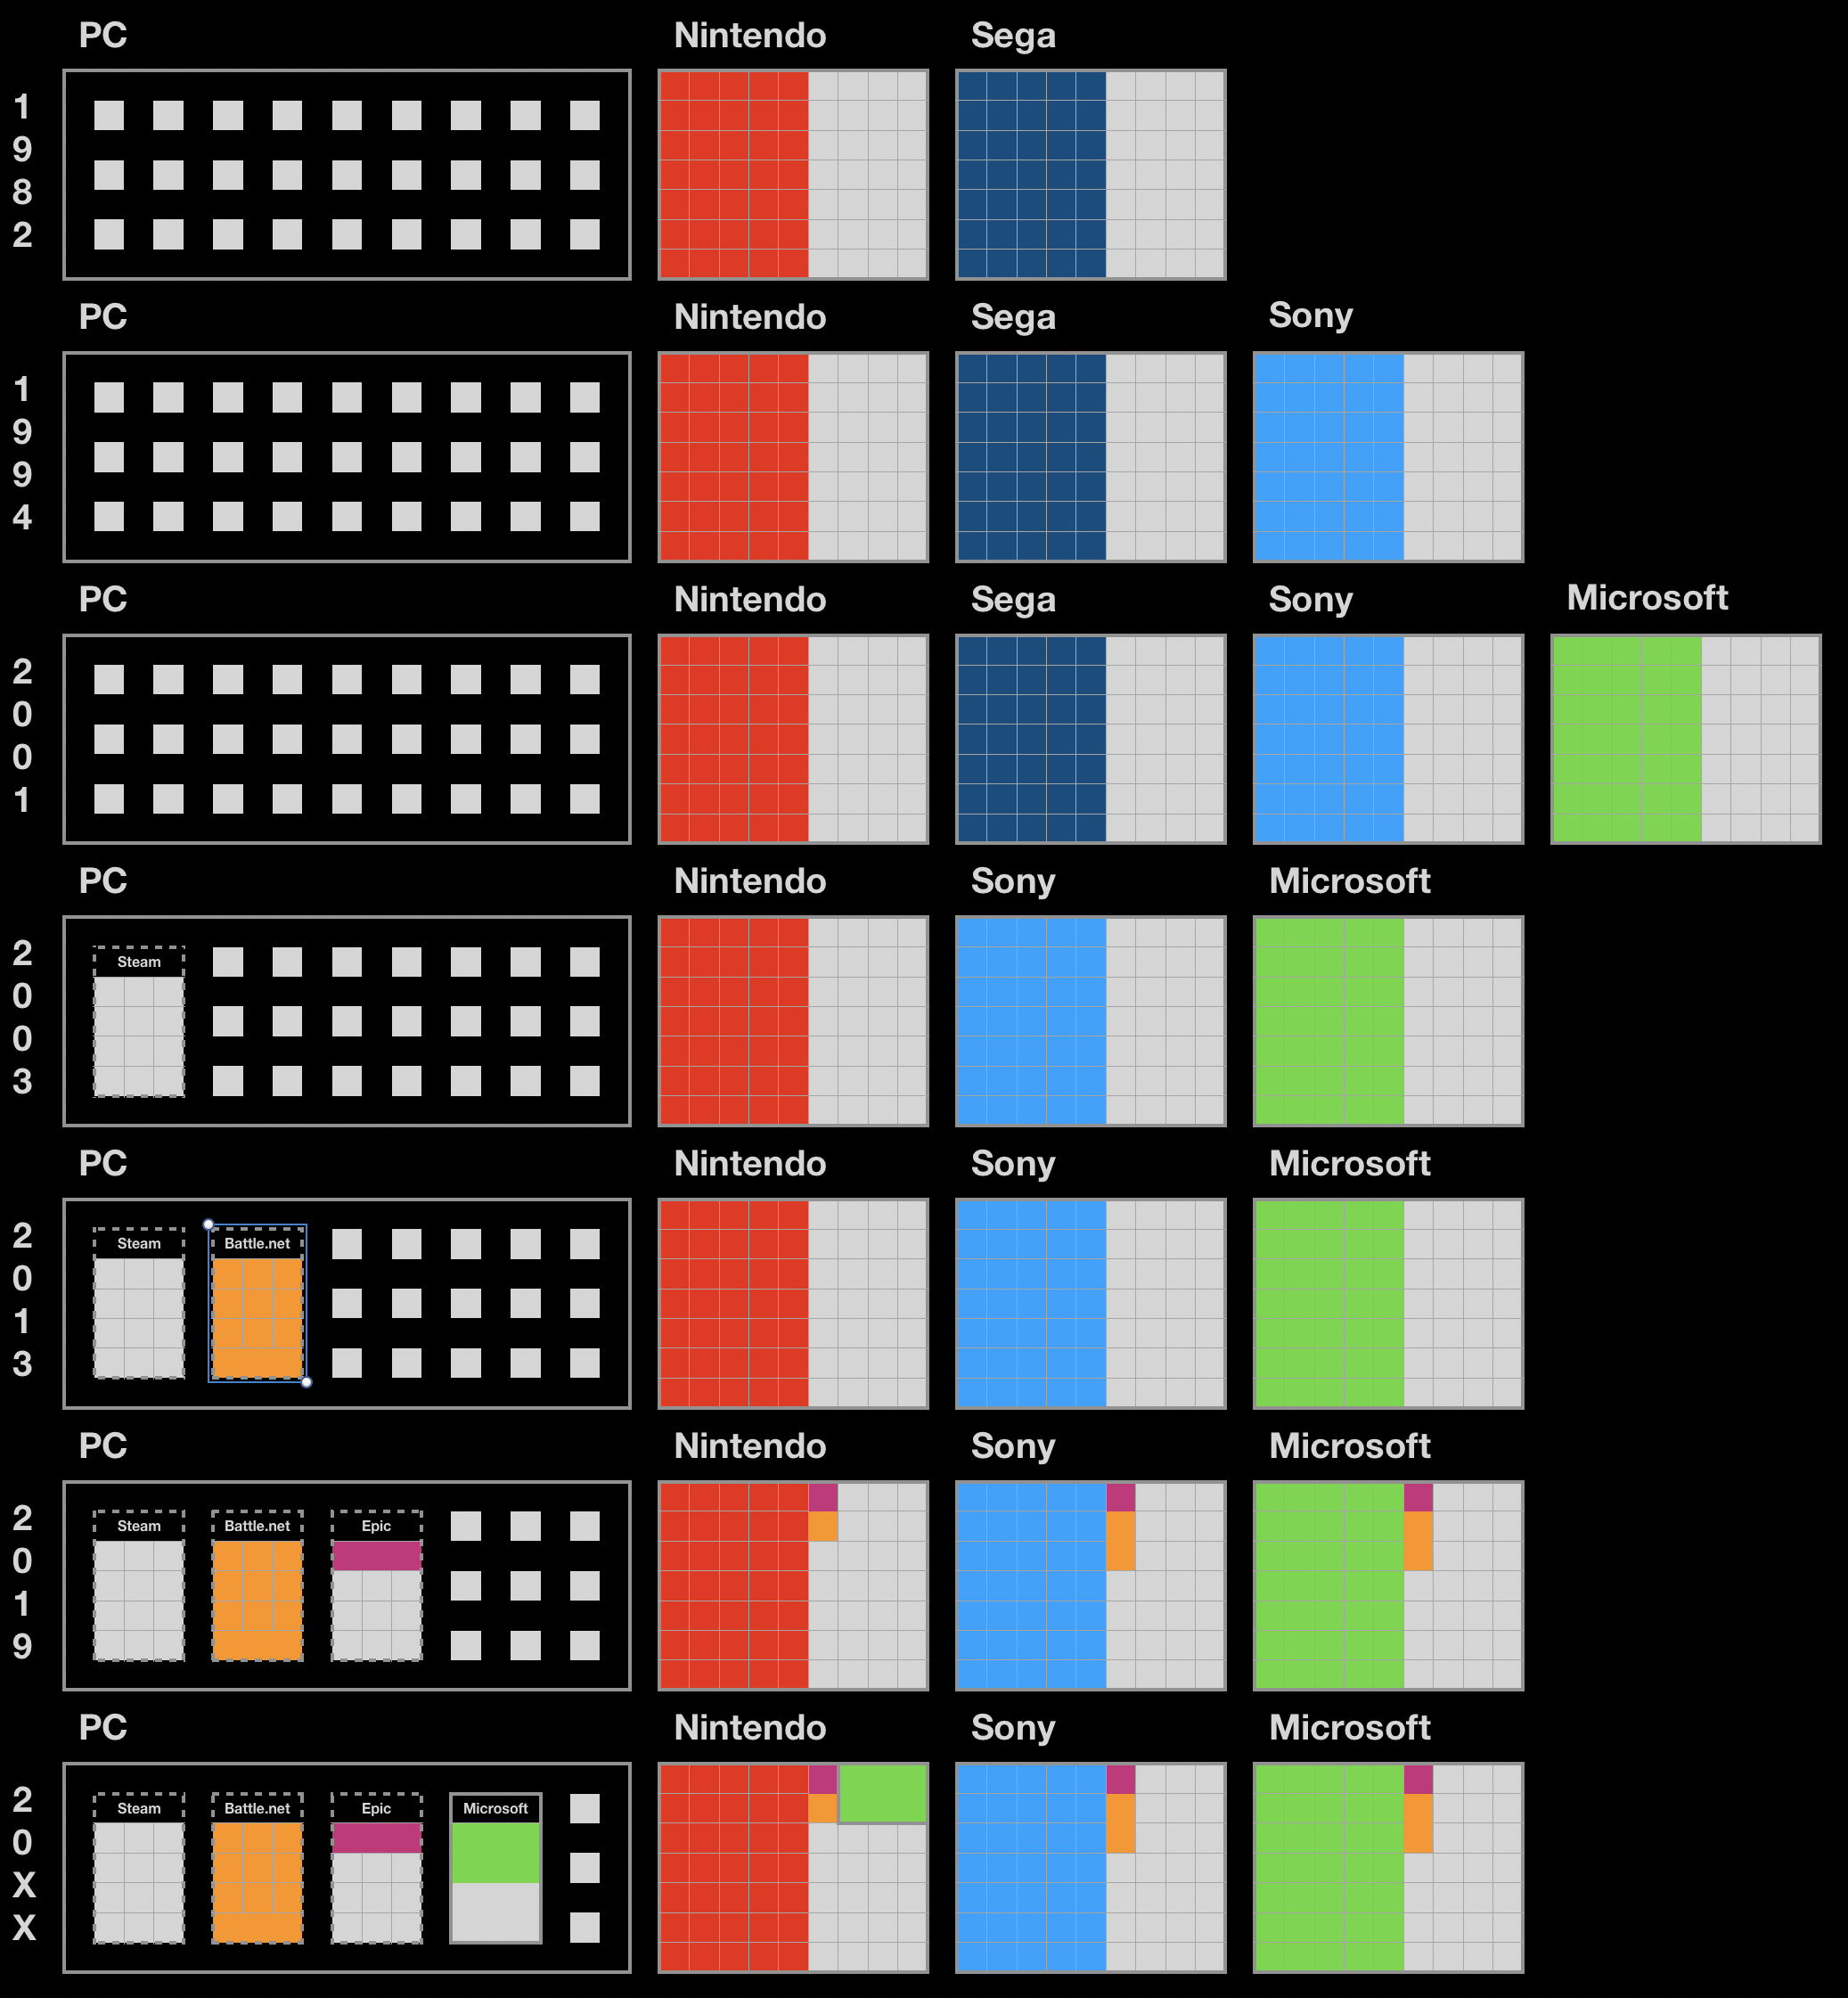 PC Nintendo Sega
1
9
8
2
PC Nintendo Sega Sony
1
9
9
4
PC Nintendo Sega Sony Microsoft
2
0
0
1
PC Nintendo Sony Microsoft
2
0
0
3
Steam
PC Nintendo Sony Microsoft
2
0
1
3
Steam Battle.net
PC Nintendo Sony Microsoft
2
0
1
9
Steam Battle.net Epic
PC Nintendo Sony Microsoft
2
0
X
X
Steam Battle.net Epic Microsoft